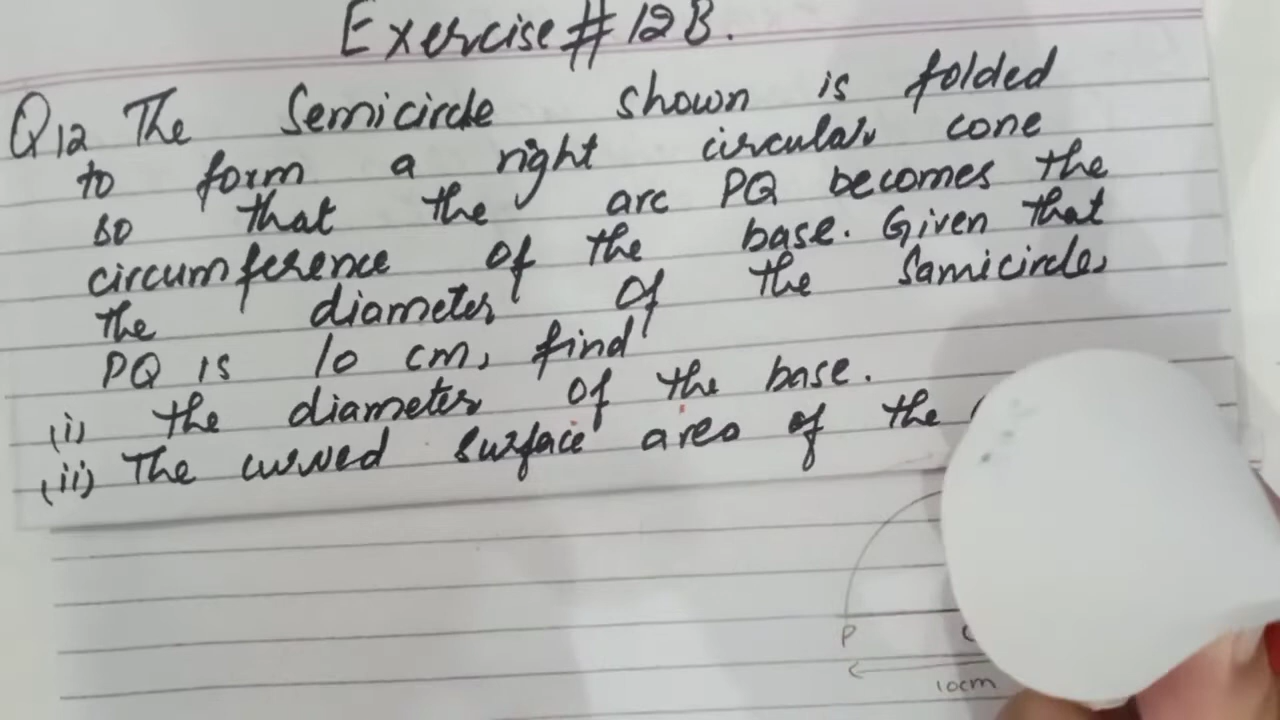 Exercise # 12B.
Q12 The Semicircle shown is folded
to form a right circular cone
so that the arc PQ becomes the
circumference of the base. Given that
the diameter of the Samicircle,
PQ is 10 cm, find
(i) the diameter of the base.
(ii) The curved surface area of the
P
10cm